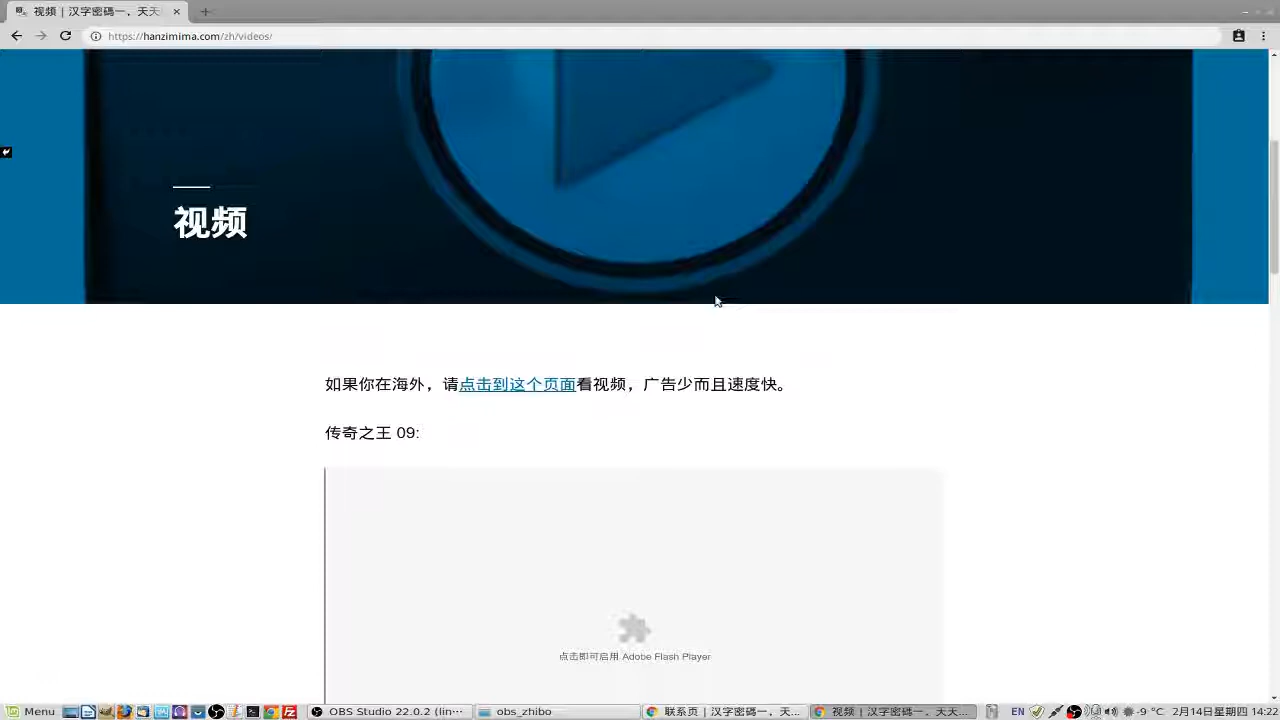 视频 | 汉字密碼一、天天
https://hanzimima.com/zh/videos/
视频
如果你在海外，请点击到这个页面看视频，广告少而且速度快。
传奇之王 09:
点击即可启用 Adobe Flash Player
Menu
OBS Studio 22.0.2 (lin…
obs_zhibo
联系页 | 汉字密碼一、天…
视频 | 汉字密碼一、天天…
EN
-9 °C
2月14日星期四 14:22